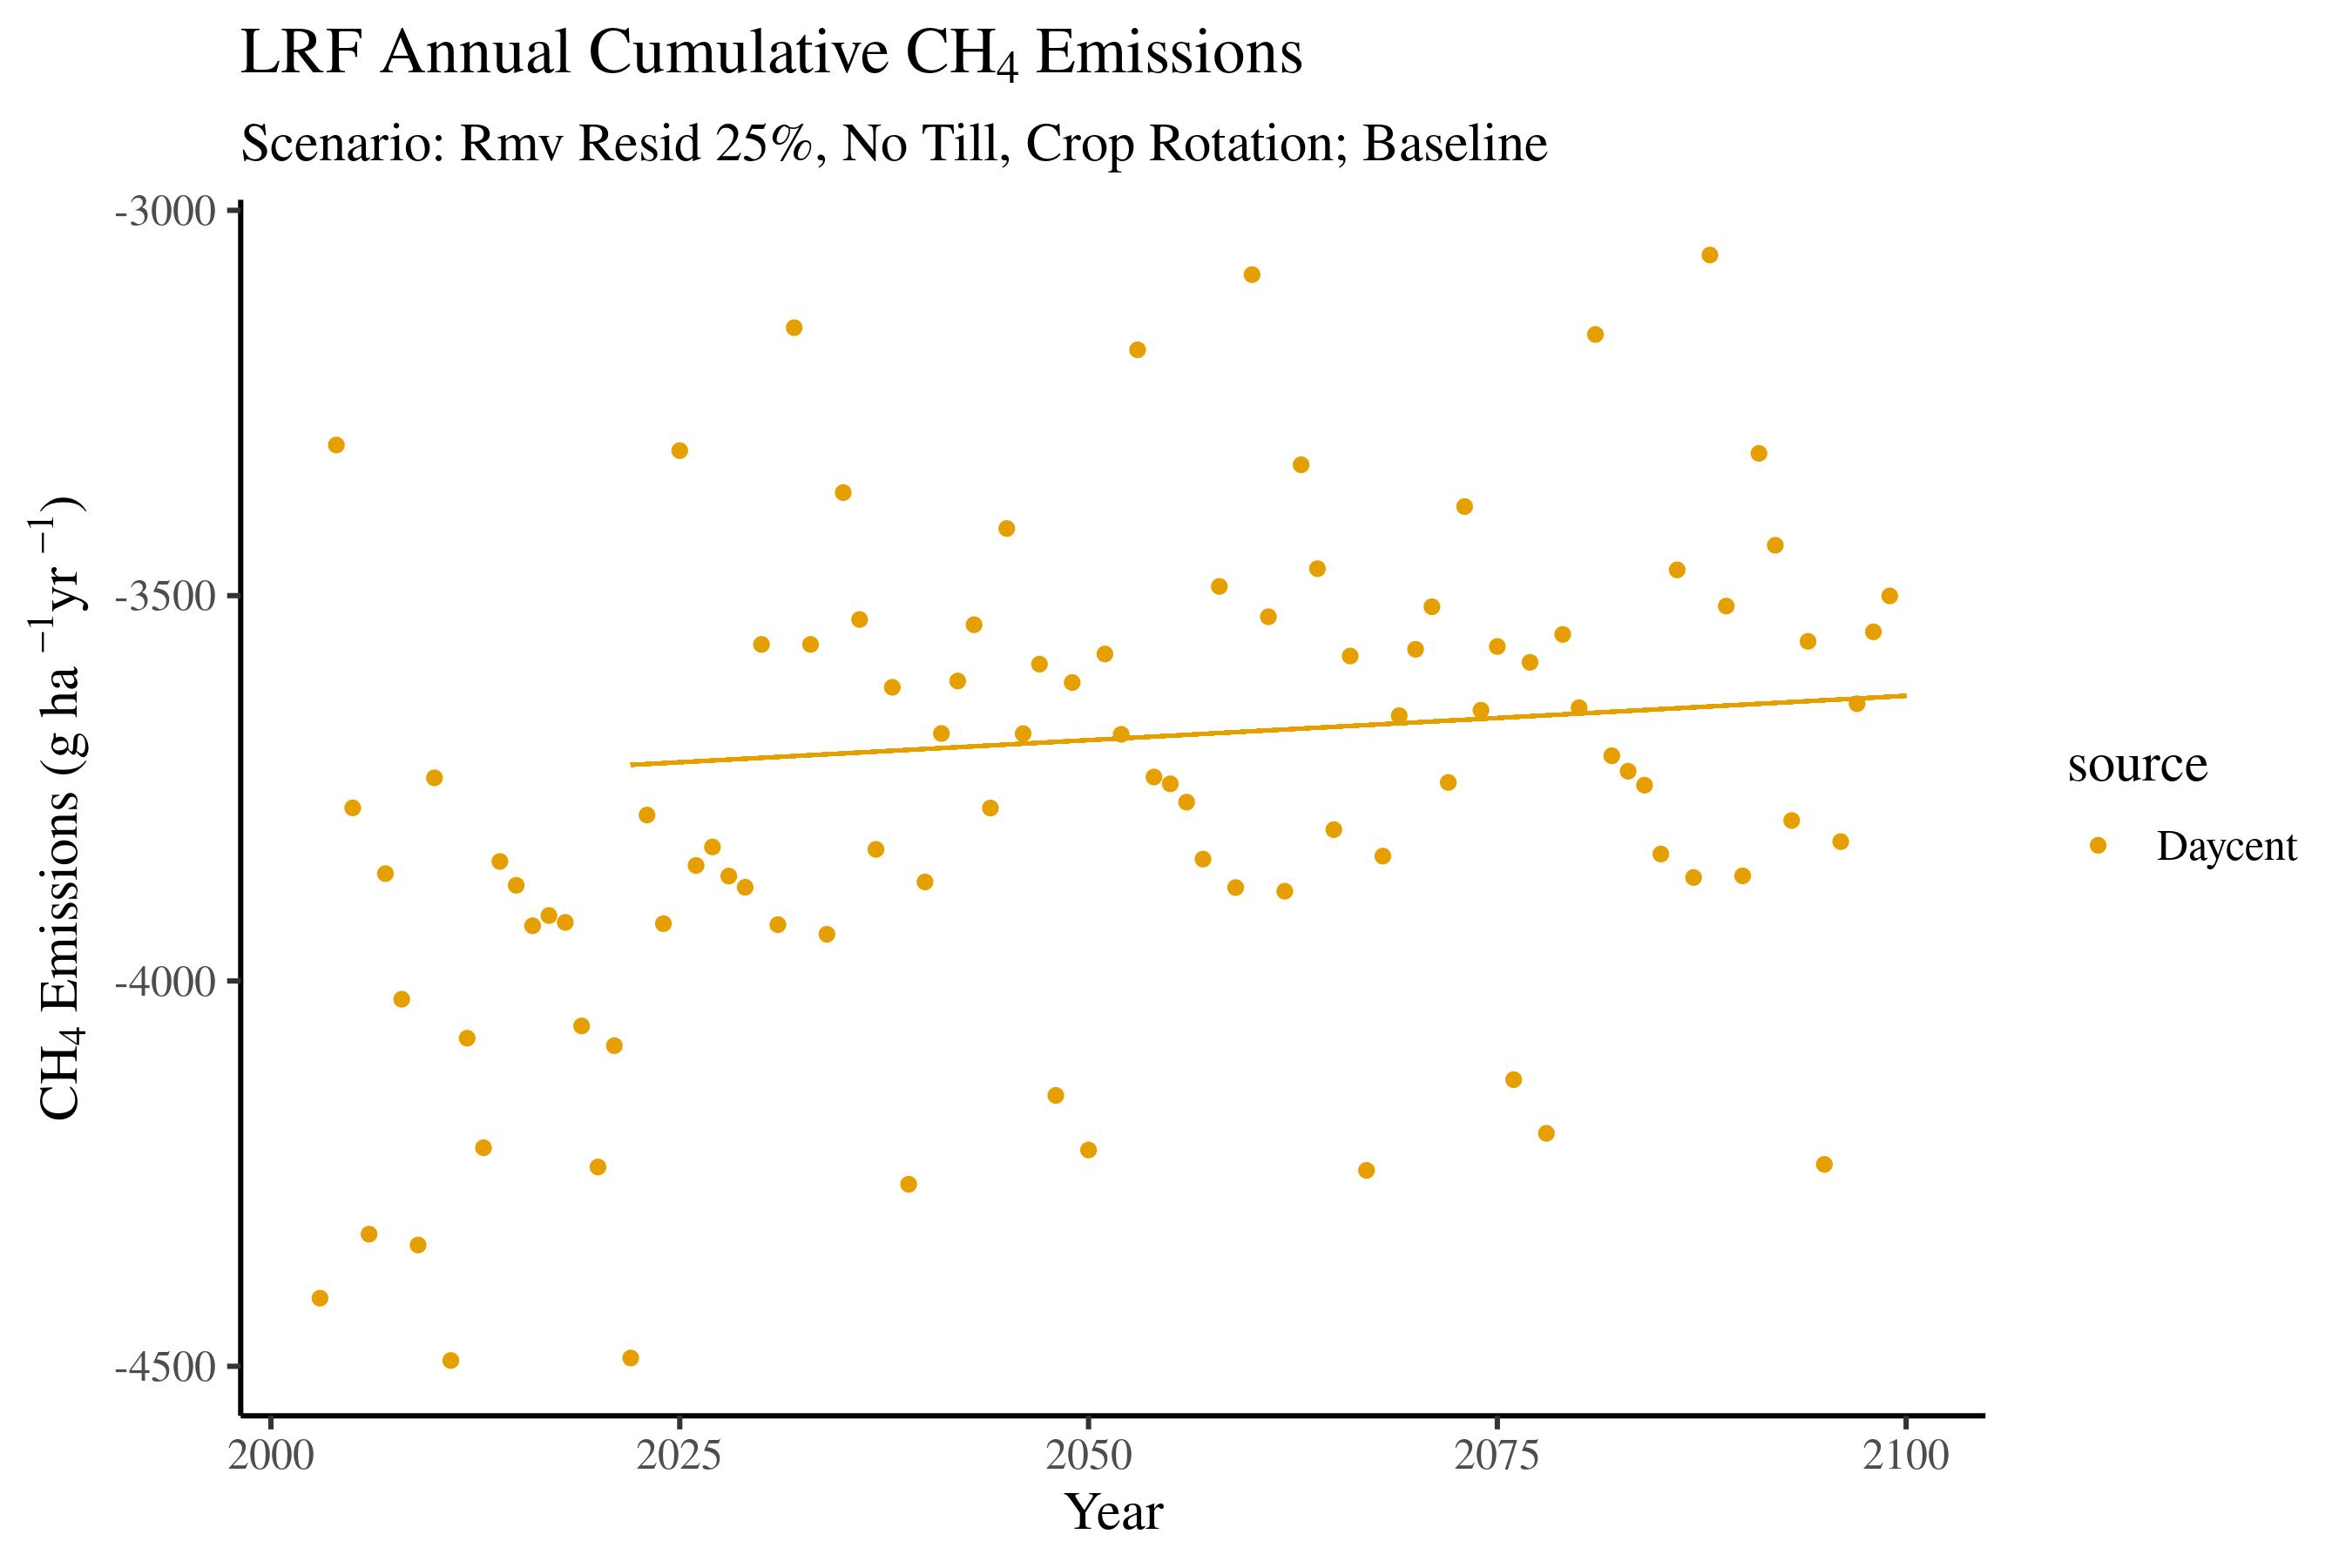 LRF Annual Cumulative CH₄ Emissions
Scenario: Rmv Resid 25%, No Till, Crop Rotation; Baseline
CH₄ Emissions (g ha ⁻¹yr ⁻¹)
-3000
-3500
-4000
-4500
2000 2025 2050 2075 2100
Year
source
Daycent